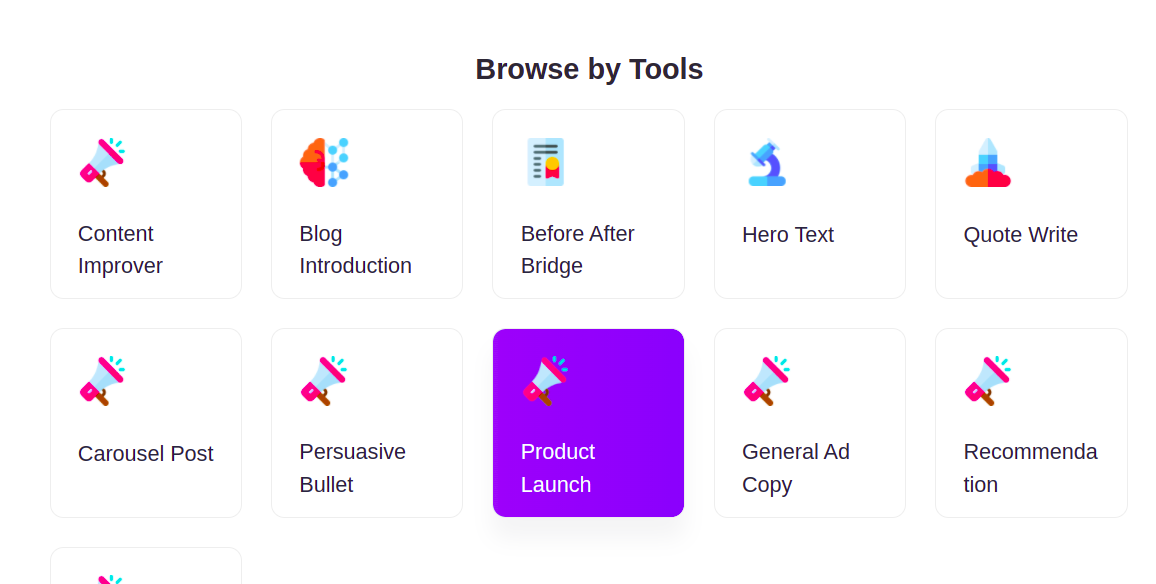 Browse by Tools
Content
Improver
Blog
Introduction
Before After
Bridge
Hero Text
Quote Write
Carousel Post
Persuasive
Bullet
Product
Launch
General Ad
Copy
Recommenda
tion